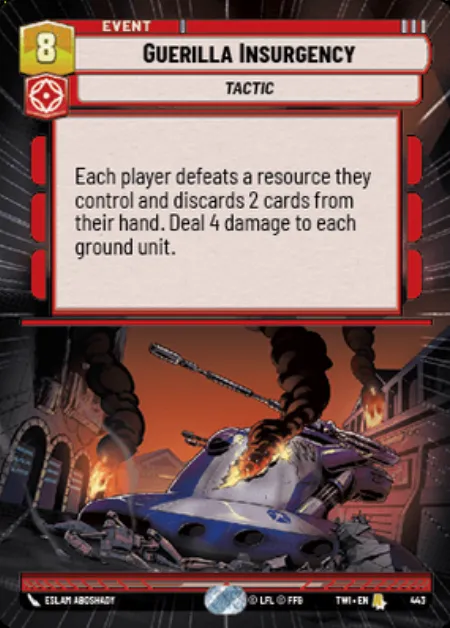 EVENT
8
GUERILLA INSURGENCY
TACTIC
Each player defeats a resource they
control and discards 2 cards from
their hand. Deal 4 damage to each
ground unit.
ESLAM ABOSHADY
© LFL © FFG
TWI • EN
443